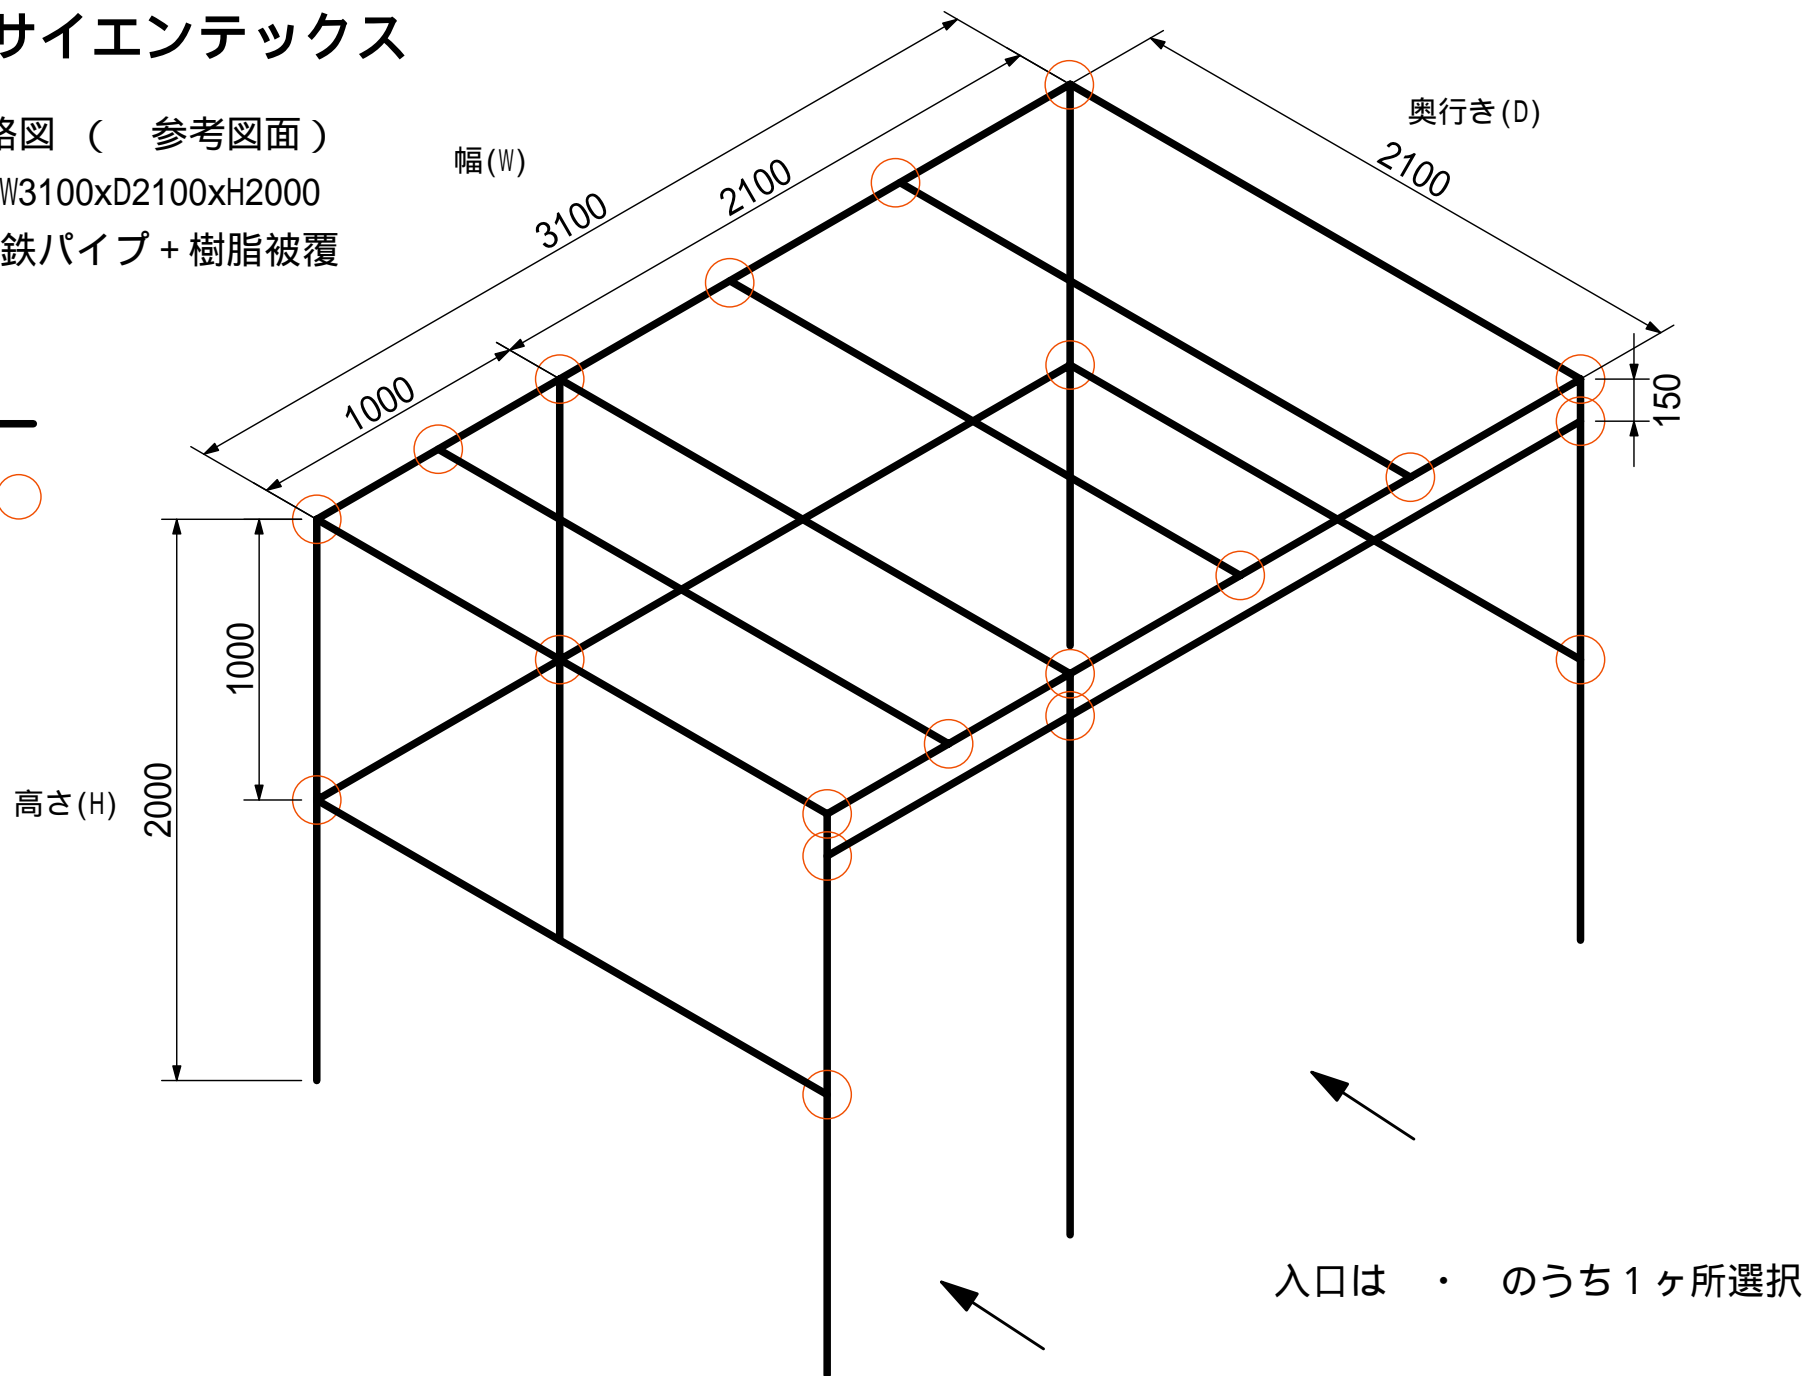 サイエンテックス
略図 （　参考図面）
W3100xD2100xH2000
鉄パイプ＋樹脂被覆
幅(W)
奥行き(D)
3100
2100
2100
1000
150
1000
2000
高さ(H)
入口は　・　のうち1ヶ所選択